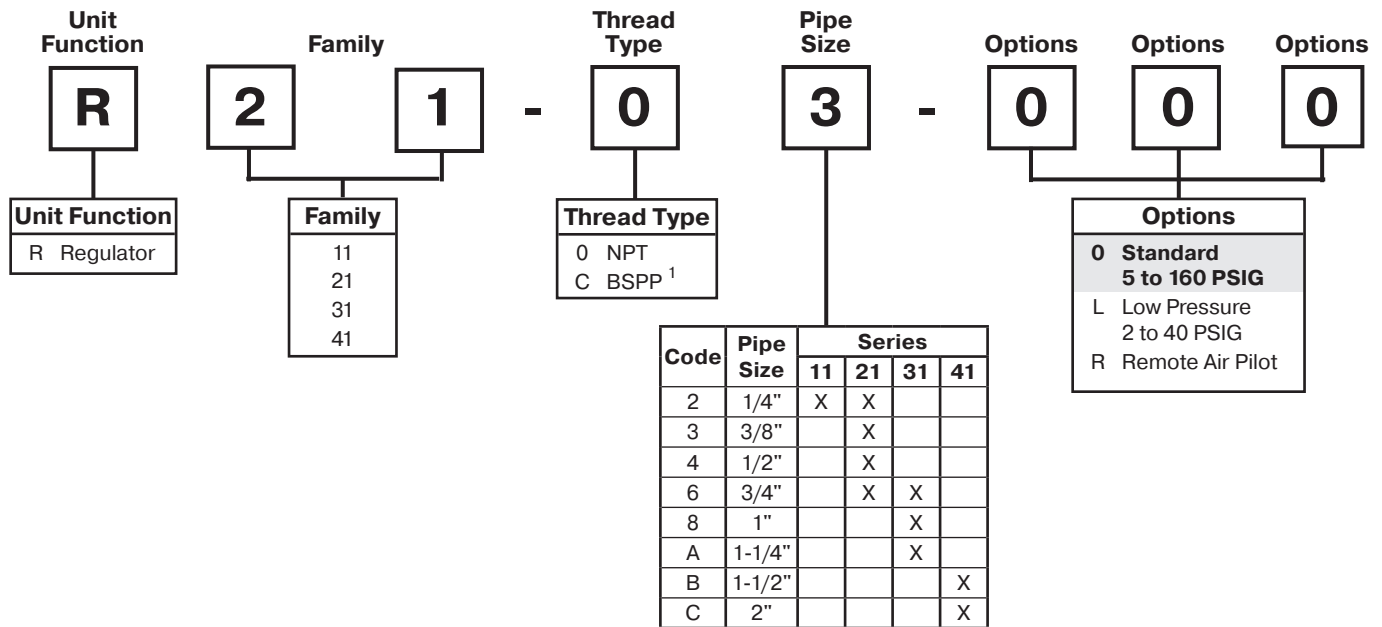 Unit Function
Family
Thread Type
Pipe Size
Options
Options
Options
R 2 1 - 0 3 - 0 0 0
Unit Function
R Regulator
Family
11
21
31
41
Thread Type
0 NPT
C BSPP 1
Options
0 Standard
5 to 160 PSIG
L Low Pressure
2 to 40 PSIG
R Remote Air Pilot
Code Pipe Size Series
11 21 31 41
2 1/4" X X
3 3/8" X
4 1/2" X
6 3/4" X X
8 1" X
A 1-1/4" X
B 1-1/2" X
C 2" X